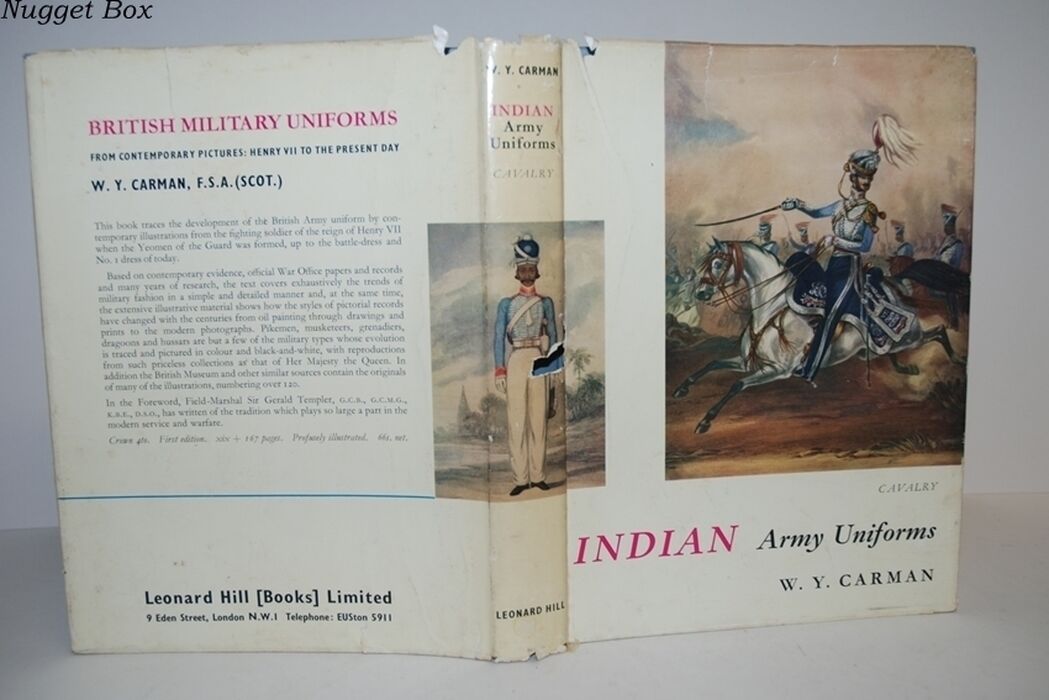 Nugget Box
BRITISH MILITARY UNIFORMS
FROM CONTEMPORARY PICTURES: HENRY VII TO THE PRESENT DAY
W. Y. CARMAN, F.S.A. (SCOT.)
This book traces the development of the British Army uniform by con-
temporary illustrations from the fighting soldier of the reign of Henry VII
when the Yeomen of the Guard was formed, up to the battle-dress and
No. 1 dress of today.
Based on contemporary evidence, official War Office papers and records
and many years of research, the text covers exhaustively the trends of
military fashion in a simple and detailed manner and, at the same time,
the extensive illustrative material shows how the styles of pictorial records
have changed with the centuries from oil painting through drawings and
prints to the modern photographs. Pikemen, musketeers, grenadiers,
dragoons and hussars are but a few of the military types whose evolution
is traced and pictured in colour and black-and-white, with reproductions
from such priceless collections as that of Her Majesty the Queen. In
addition the British Museum and other similar sources contain the originals
of many of the illustrations, numbering over 120.
In the Foreword, Field-Marshal Sir Gerald Templer, G.C.B., G.C.M.G.,
K.B.E., D.S.O., has written of the tradition which plays so large a part in the
modern service and warfare.
Crown 4to. First edition. xix + 167 pages. Profusely illustrated. 66s. net.
Leonard Hill [Books] Limited
9 Eden Street, London N.W.1 Telephone: EUSton 5911
W. Y. CARMAN
INDIAN
Army
Uniforms
CAVALRY
LEONARD HILL
CAVALRY
INDIAN Army Uniforms
W. Y. CARMAN